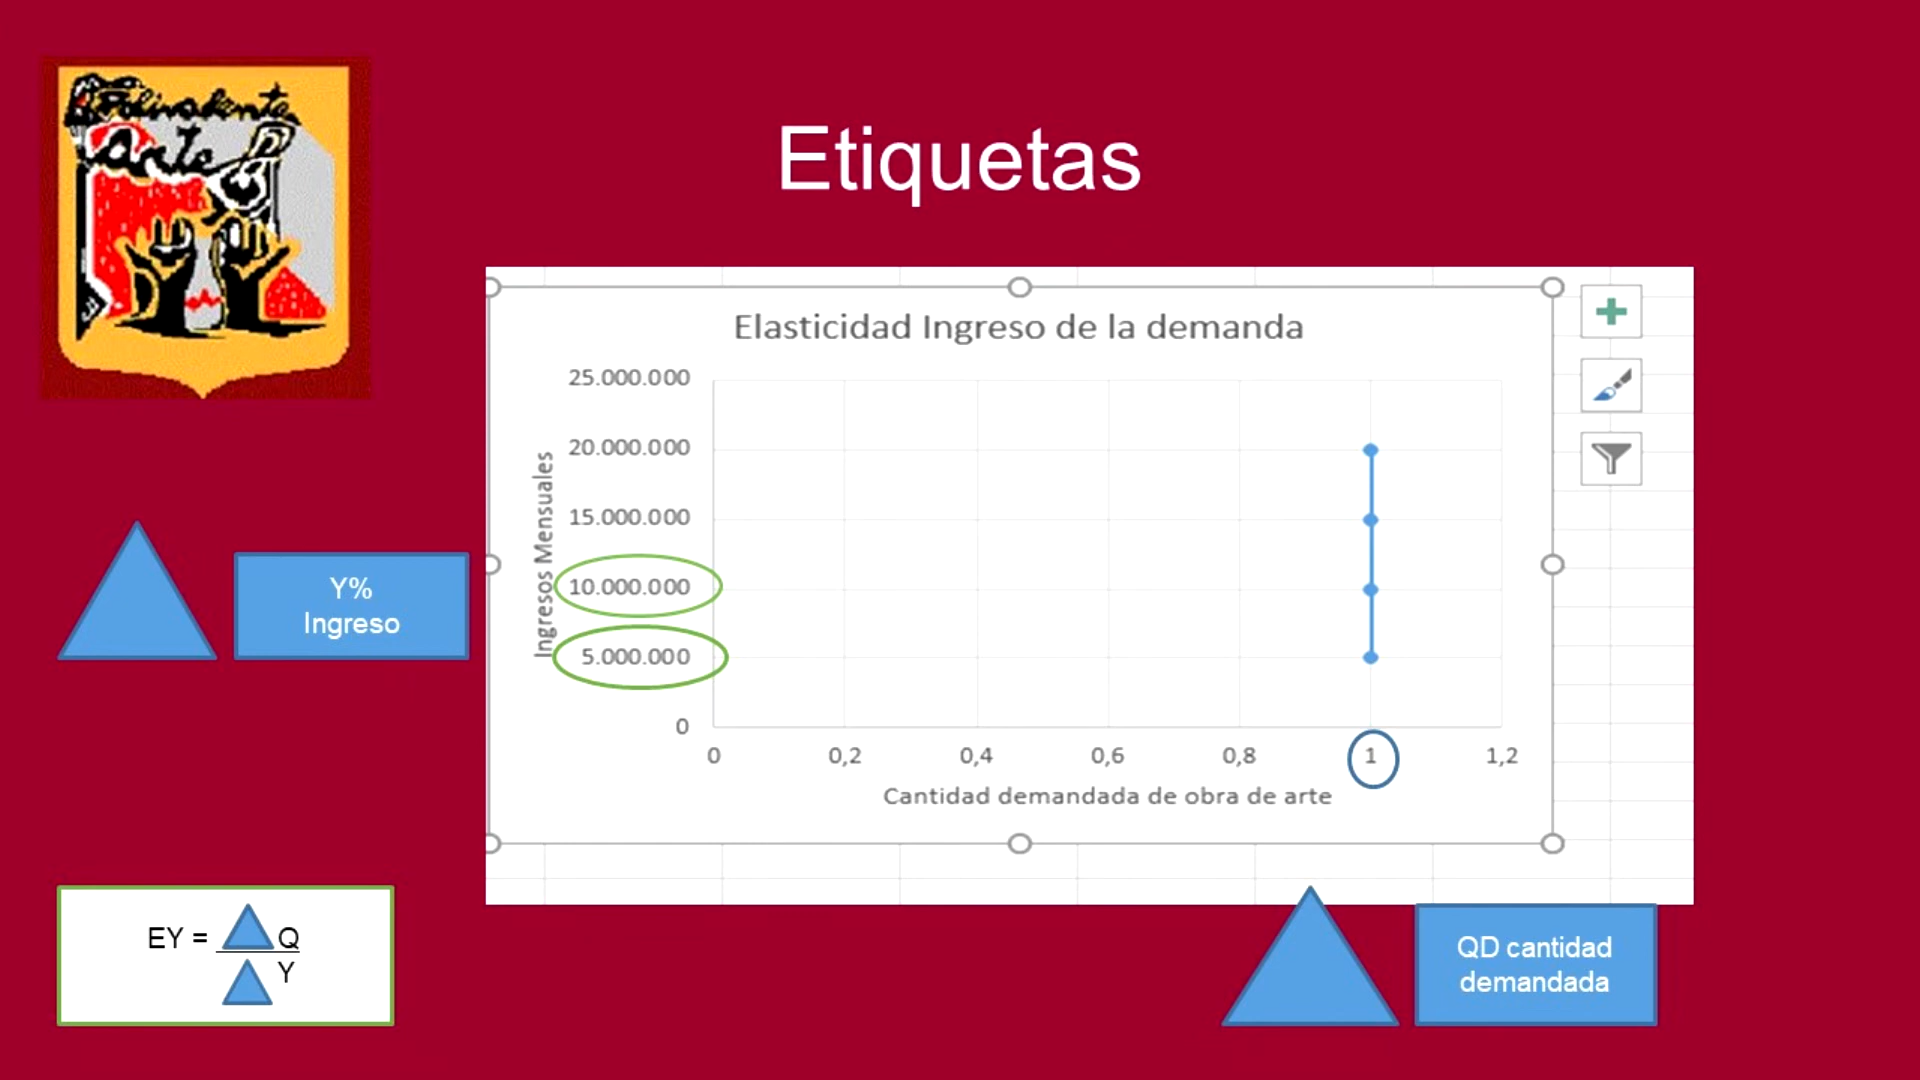 Polivalente
Arte
Etiquetas
Elasticidad Ingreso de la demanda
Ingresos Mensuales
25.000.000
20.000.000
15.000.000
10.000.000
5.000.000
0
0 0,2 0,4 0,6 0,8 1 1,2
Cantidad demandada de obra de arte
Y%
Ingreso
EY = Q
Y
QD cantidad
demandada